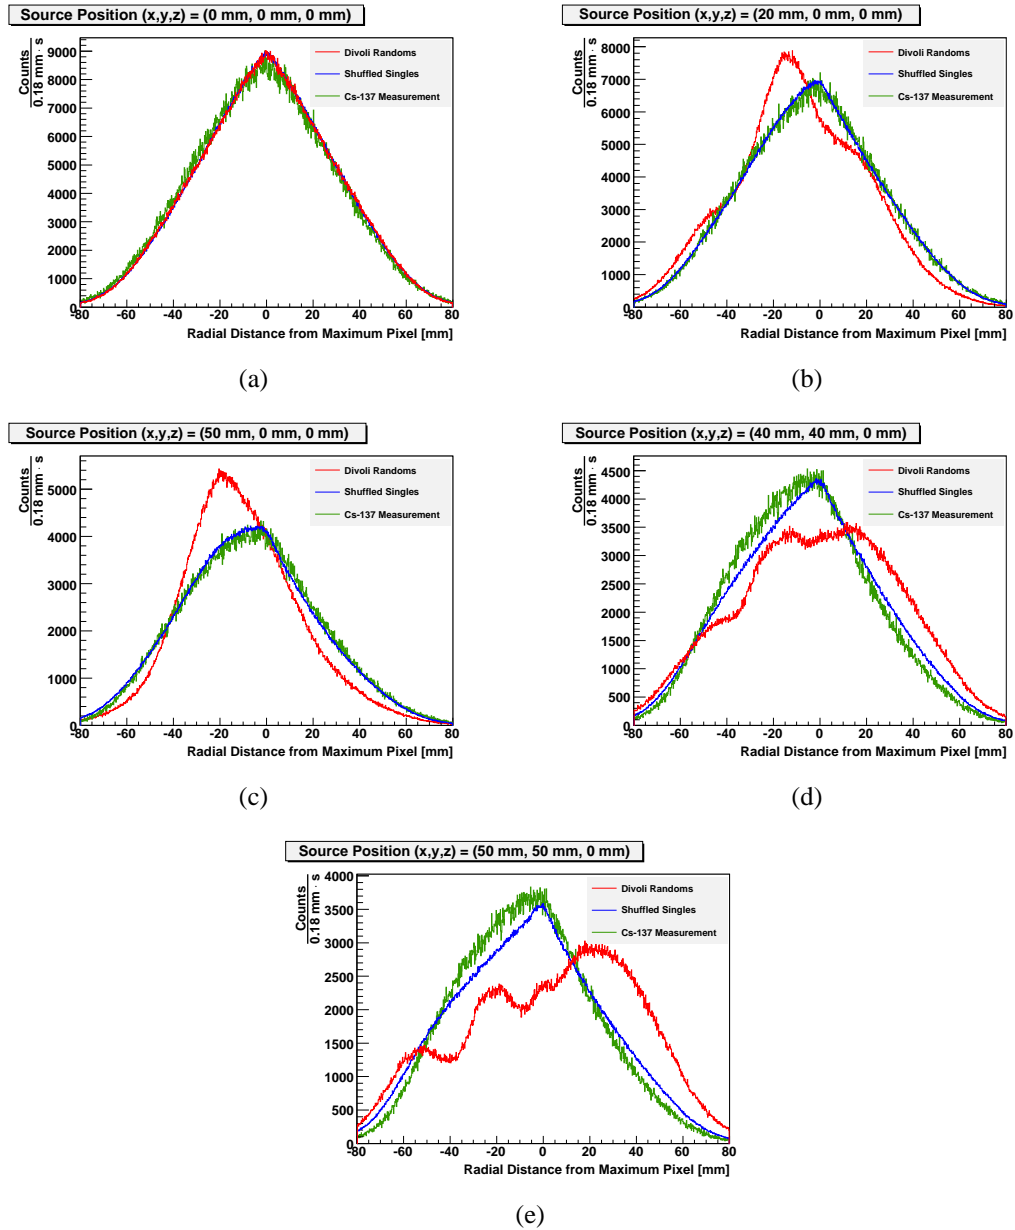 Source Position (x,y,z) = (0 mm, 0 mm, 0 mm)
Counts
0.18 mm · s
9000
8000
7000
6000
5000
4000
3000
2000
1000
0
Divoli Randoms
Shuffled Singles
Cs-137 Measurement
-80 -60 -40 -20 0 20 40 60 80
Radial Distance from Maximum Pixel [mm]
(a)
Source Position (x,y,z) = (20 mm, 0 mm, 0 mm)
Counts
0.18 mm · s
8000
7000
6000
5000
4000
3000
2000
1000
0
Divoli Randoms
Shuffled Singles
Cs-137 Measurement
-80 -60 -40 -20 0 20 40 60 80
Radial Distance from Maximum Pixel [mm]
(b)
Source Position (x,y,z) = (50 mm, 0 mm, 0 mm)
Counts
0.18 mm · s
5000
4000
3000
2000
1000
0
Divoli Randoms
Shuffled Singles
Cs-137 Measurement
-80 -60 -40 -20 0 20 40 60 80
Radial Distance from Maximum Pixel [mm]
(c)
Source Position (x,y,z) = (40 mm, 40 mm, 0 mm)
Counts
0.18 mm · s
4500
4000
3500
3000
2500
2000
1500
1000
500
0
Divoli Randoms
Shuffled Singles
Cs-137 Measurement
-80 -60 -40 -20 0 20 40 60 80
Radial Distance from Maximum Pixel [mm]
(d)
Source Position (x,y,z) = (50 mm, 50 mm, 0 mm)
Counts
0.18 mm · s
4000
3500
3000
2500
2000
1500
1000
500
0
Divoli Randoms
Shuffled Singles
Cs-137 Measurement
-80 -60 -40 -20 0 20 40 60 80
Radial Distance from Maximum Pixel [mm]
(e)